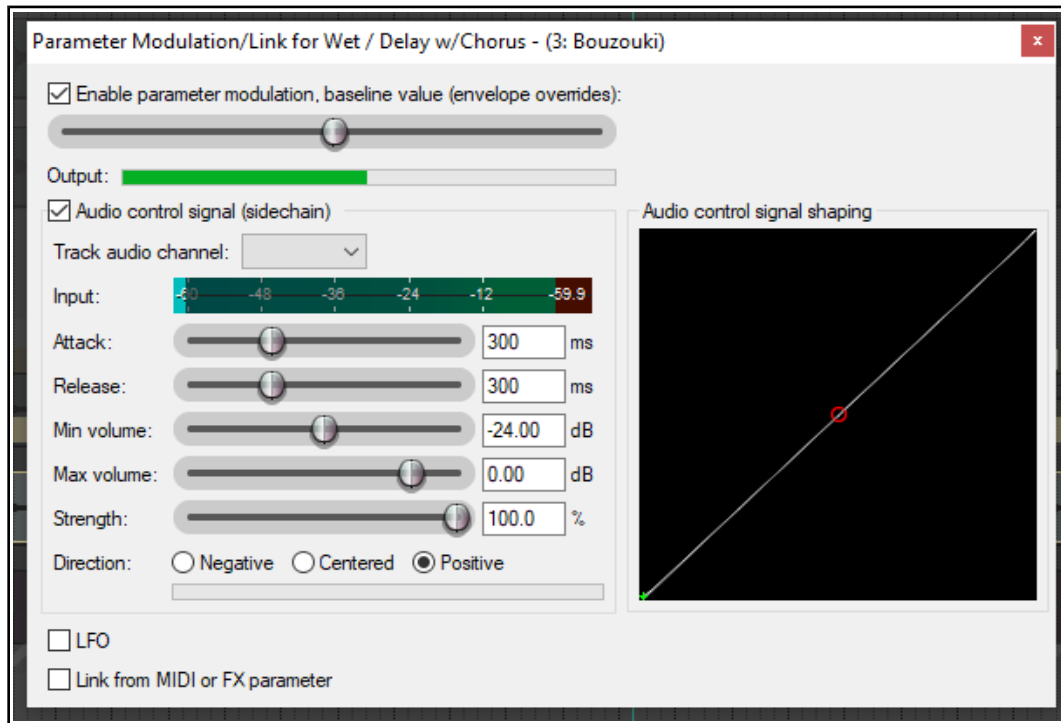 Parameter Modulation/Link for Wet / Delay w/Chorus - (3: Bouzouki)
x
Enable parameter modulation, baseline value (envelope overrides):
Output:
Audio control signal (sidechain)
Track audio channel:
Input: -60 -48 -36 -24 -12 -59.9
Attack: 300 ms
Release: 300 ms
Min volume: -24.00 dB
Max volume: 0.00 dB
Strength: 100.0 %
Direction: Negative Centered Positive
LFO
Link from MIDI or FX parameter
Audio control signal shaping